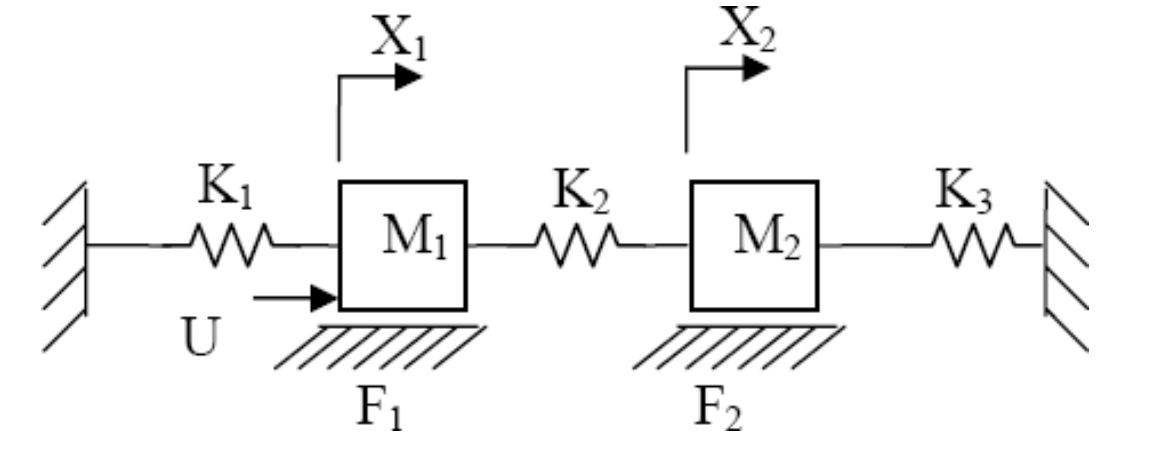 X₁ X₂
K₁ K₂ K₃
M₁ M₂
U
F₁ F₂